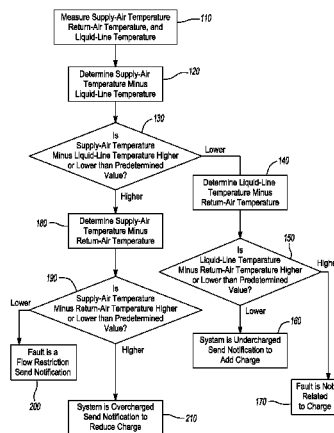 Measure Supply-Air Temperature
Return-Air Temperature, and
Liquid-Line Temperature
110
Determine Supply-Air
Temperature Minus
Liquid-Line Temperature
120
130
Is
Supply-Air Temperature
Minus Liquid-Line Temperature Higher
or Lower than Predetermined
Value?
Lower
140
Determine Liquid-Line
Temperature Minus
Return-Air Temperature
Higher
180
Determine Supply-Air
Temperature Minus
Return-Air Temperature
150
Is
Liquid-Line Temperature
Minus Return-Air Temperature Higher
or Lower than Predetermined
Value?
Higher
Lower
190
Is
Supply-Air Temperature
Minus Return-Air Temperature Higher
or Lower than Predetermined
Value?
Lower
Higher
160
System is Undercharged
Send Notification to
Add Charge
Fault is a
Flow Restriction
Send Notification
200
Fault is Not
Related
to Charge
170
System is Overcharged
Send Notification to
Reduce Charge
210